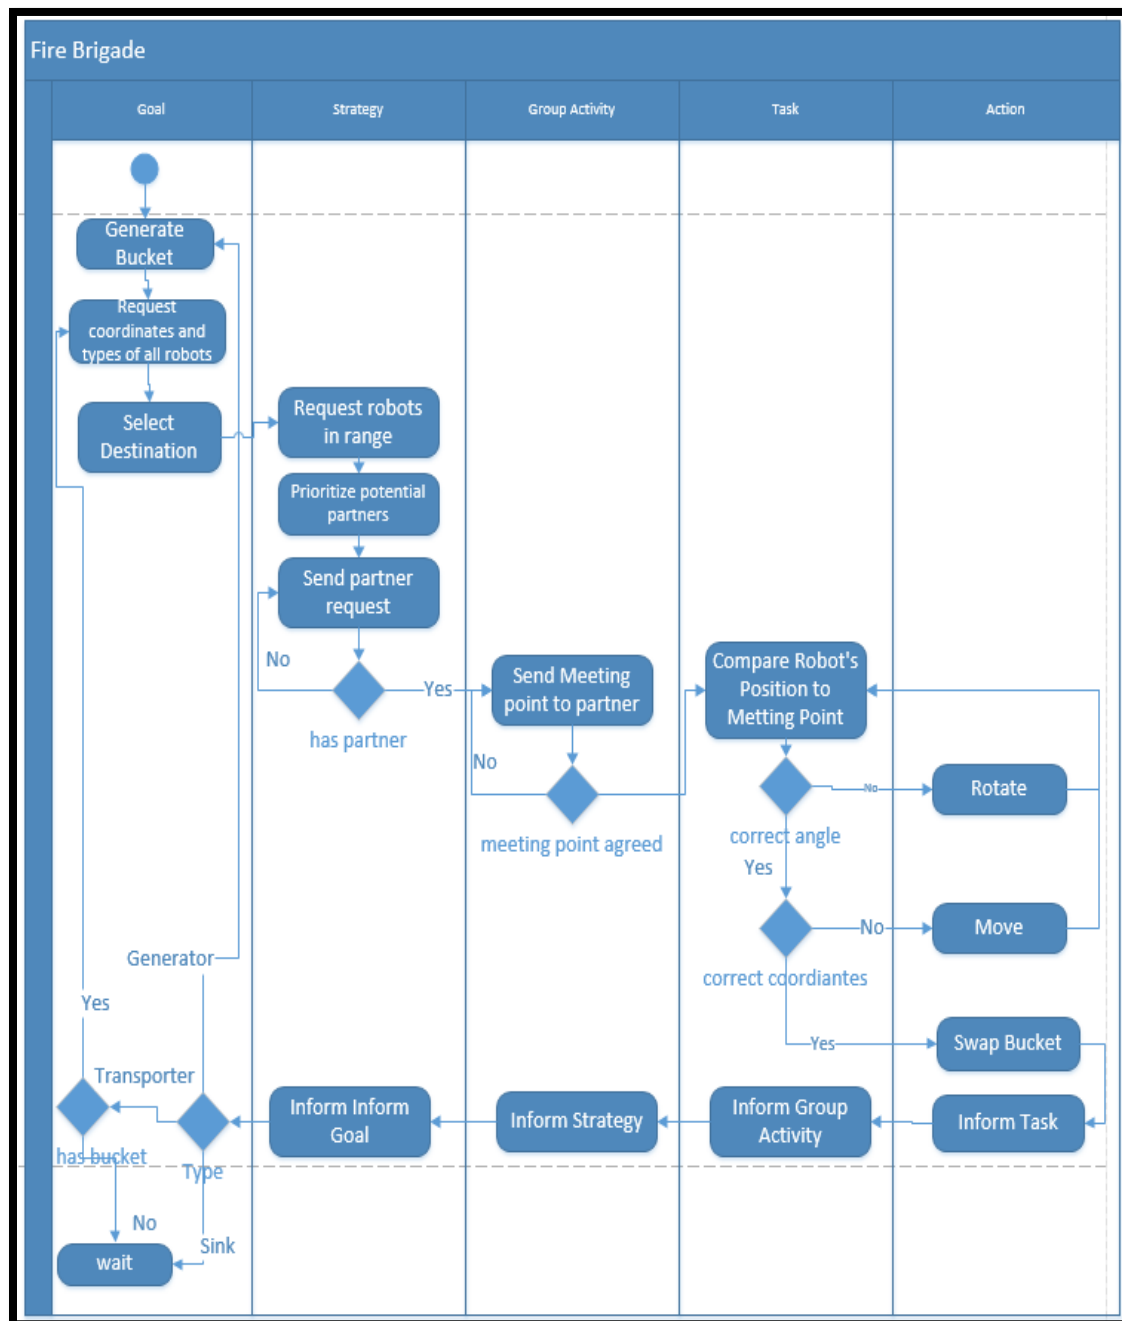 Fire Brigade
Goal
Strategy
Group Activity
Task
Action
Generate
Bucket
Request
coordinates and
types of all robots
Select
Destination
Request robots
in range
Prioritize potential
partners
Send partner
request
No
Yes
has partner
Send Meeting
point to partner
No
meeting point agreed
Compare Robot's
Position to
Metting Point
No
Rotate
correct angle
Yes
No
Move
correct coordiantes
Yes
Swap Bucket
Generator
Yes
Transporter
has bucket
Type
Inform Inform
Goal
Inform Strategy
Inform Group
Activity
Inform Task
No
Sink
wait